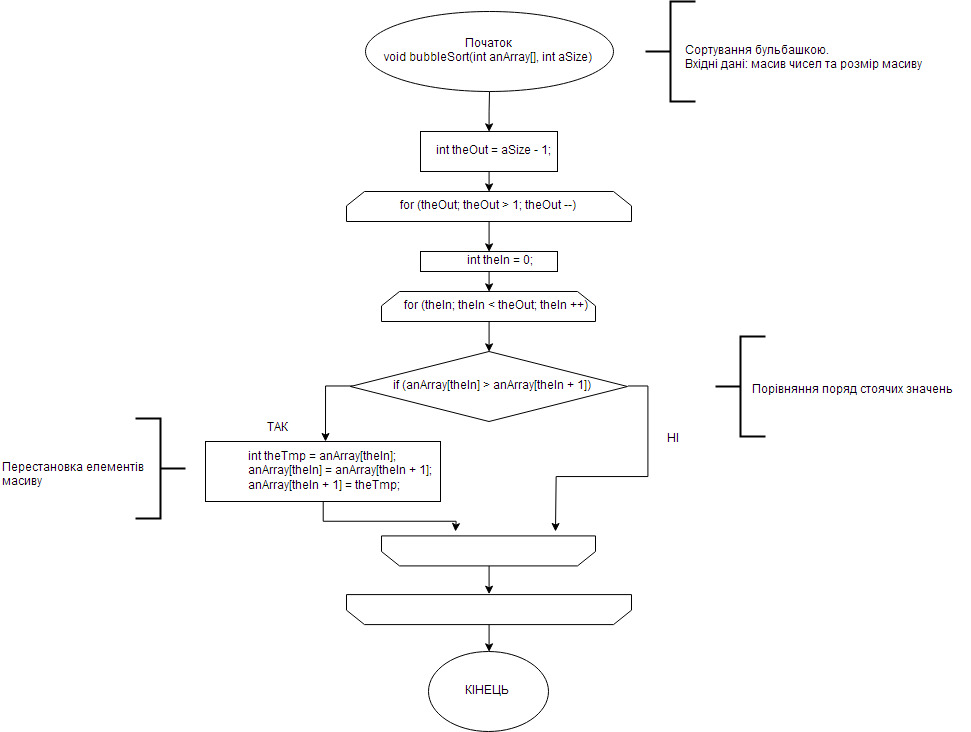 Початок
void bubbleSort(int anArray[], int aSize)
Сортування бульбашкою.
Вхідні дані: масив чисел та розмір масиву
int theOut = aSize - 1;
for (theOut; theOut > 1; theOut --)
int theIn = 0;
for (theIn; theIn < theOut; theIn ++)
if (anArray[theIn] > anArray[theIn + 1])
Порівняння поряд стоячих значень
ТАК
НІ
int theTmp = anArray[theIn];
anArray[theIn] = anArray[theIn + 1];
anArray[theIn + 1] = theTmp;
Перестановка елементів
масиву
КІНЕЦЬ